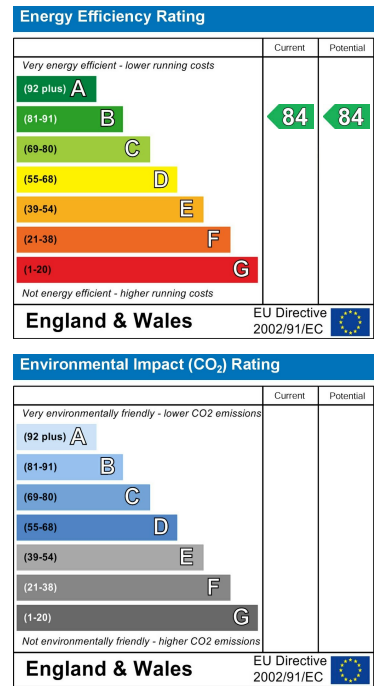 Energy Efficiency Rating
Current Potential
Very energy efficient - lower running costs
(92 plus) A
(81-91) B 84 84
(69-80) C
(55-68) D
(39-54) E
(21-38) F
(1-20) G
Not energy efficient - higher running costs
England & Wales
EU Directive
2002/91/EC
Environmental Impact (CO₂) Rating
Current Potential
Very environmentally friendly - lower CO2 emissions
(92 plus) A
(81-91) B
(69-80) C
(55-68) D
(39-54) E
(21-38) F
(1-20) G
Not environmentally friendly - higher CO2 emissions
England & Wales
EU Directive
2002/91/EC